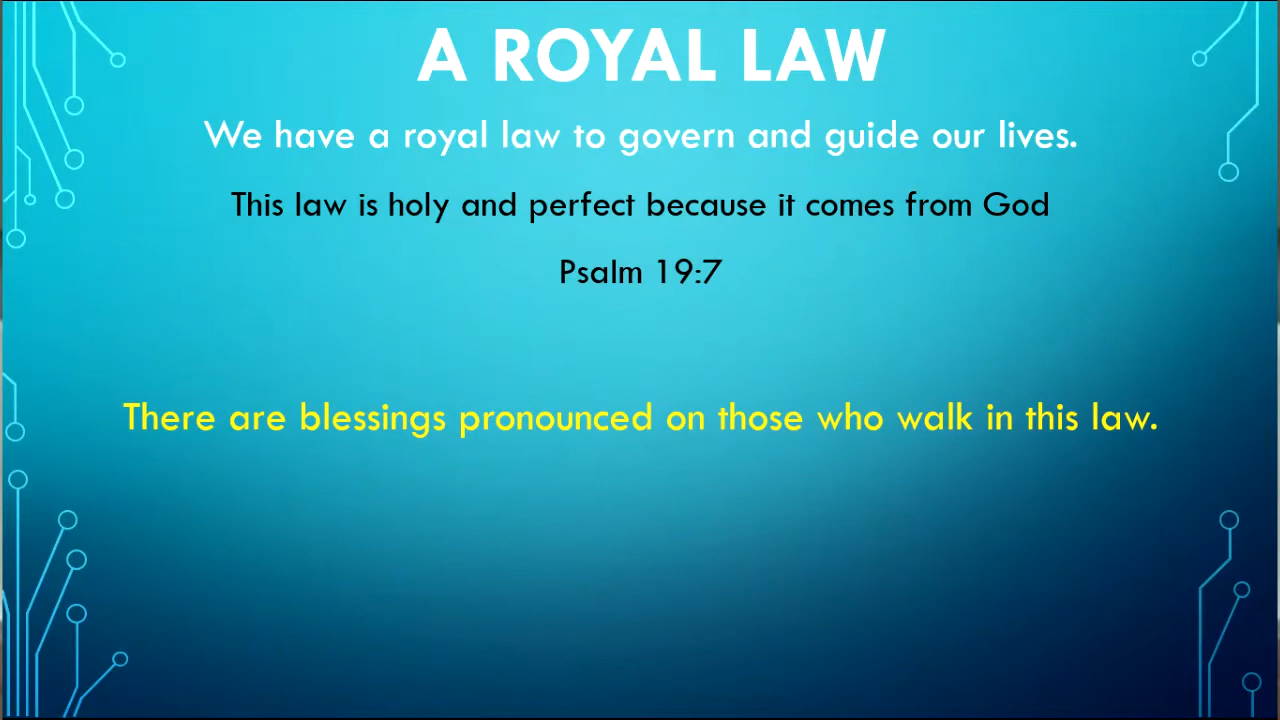 A ROYAL LAW
We have a royal law to govern and guide our lives.
This law is holy and perfect because it comes from God
Psalm 19:7
There are blessings pronounced on those who walk in this law.